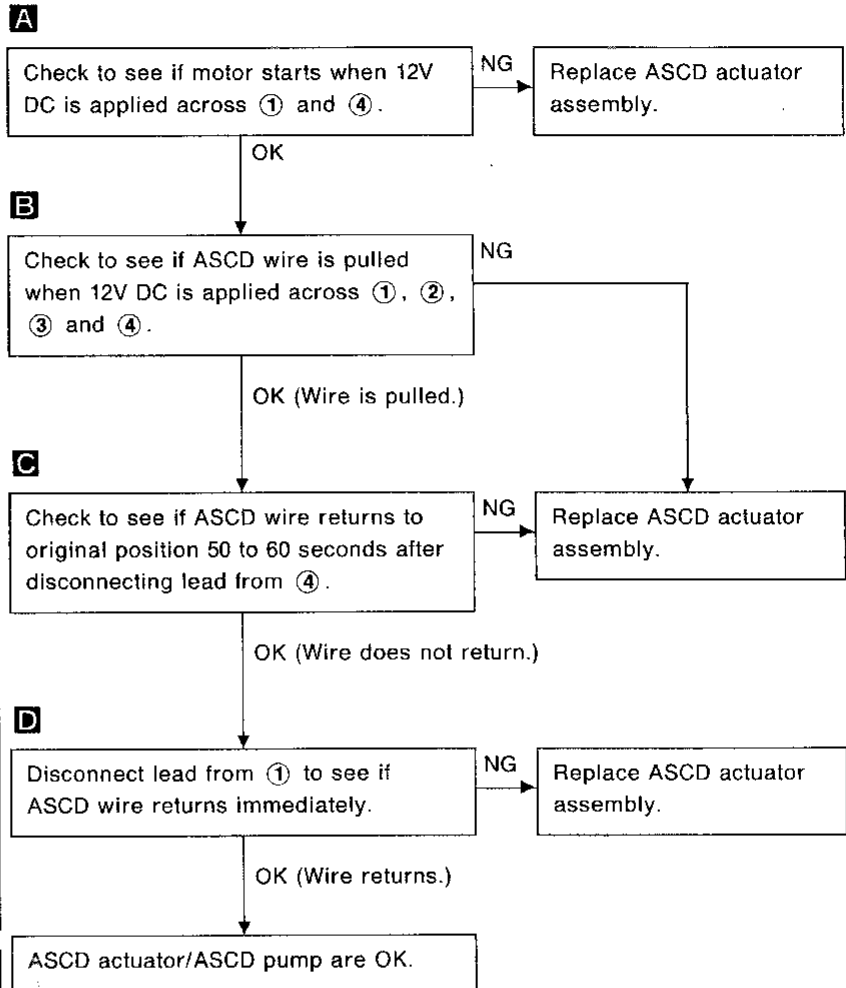 A
Check to see if motor starts when 12V
DC is applied across ① and ④.
NG
Replace ASCD actuator
assembly.
OK
B
Check to see if ASCD wire is pulled
when 12V DC is applied across ①, ②,
③ and ④.
NG
OK (Wire is pulled.)
C
Check to see if ASCD wire returns to
original position 50 to 60 seconds after
disconnecting lead from ④.
NG
Replace ASCD actuator
assembly.
OK (Wire does not return.)
D
Disconnect lead from ① to see if
ASCD wire returns immediately.
NG
Replace ASCD actuator
assembly.
OK (Wire returns.)
ASCD actuator/ASCD pump are OK.